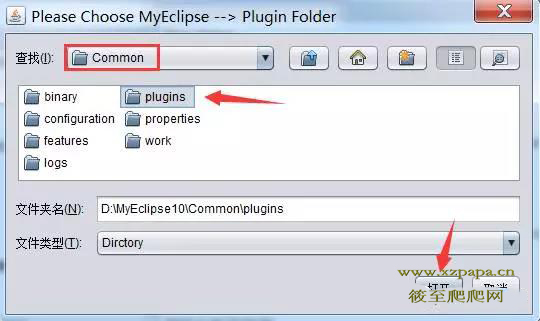 Please Choose MyEclipse --> Plugin Folder
查找(I): Common
binary plugins
configuration properties
features work
logs
文件夹名(N): D:\MyEclipse10\Common\plugins
文件类型(T): Dirctory
www.xzpapa.cn
打开 取消
筱至爬爬网